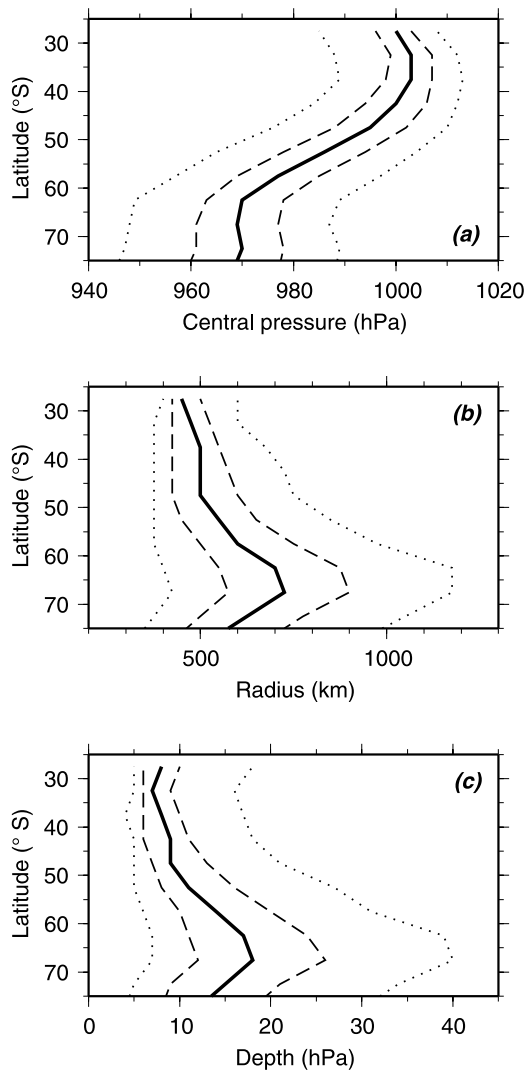 (a)
Latitude (°S)
30
40
50
60
70
940 960 980 1000 1020
Central pressure (hPa)
(b)
Latitude (°S)
30
40
50
60
70
500 1000
Radius (km)
(c)
Latitude (° S)
30
40
50
60
70
0 10 20 30 40
Depth (hPa)